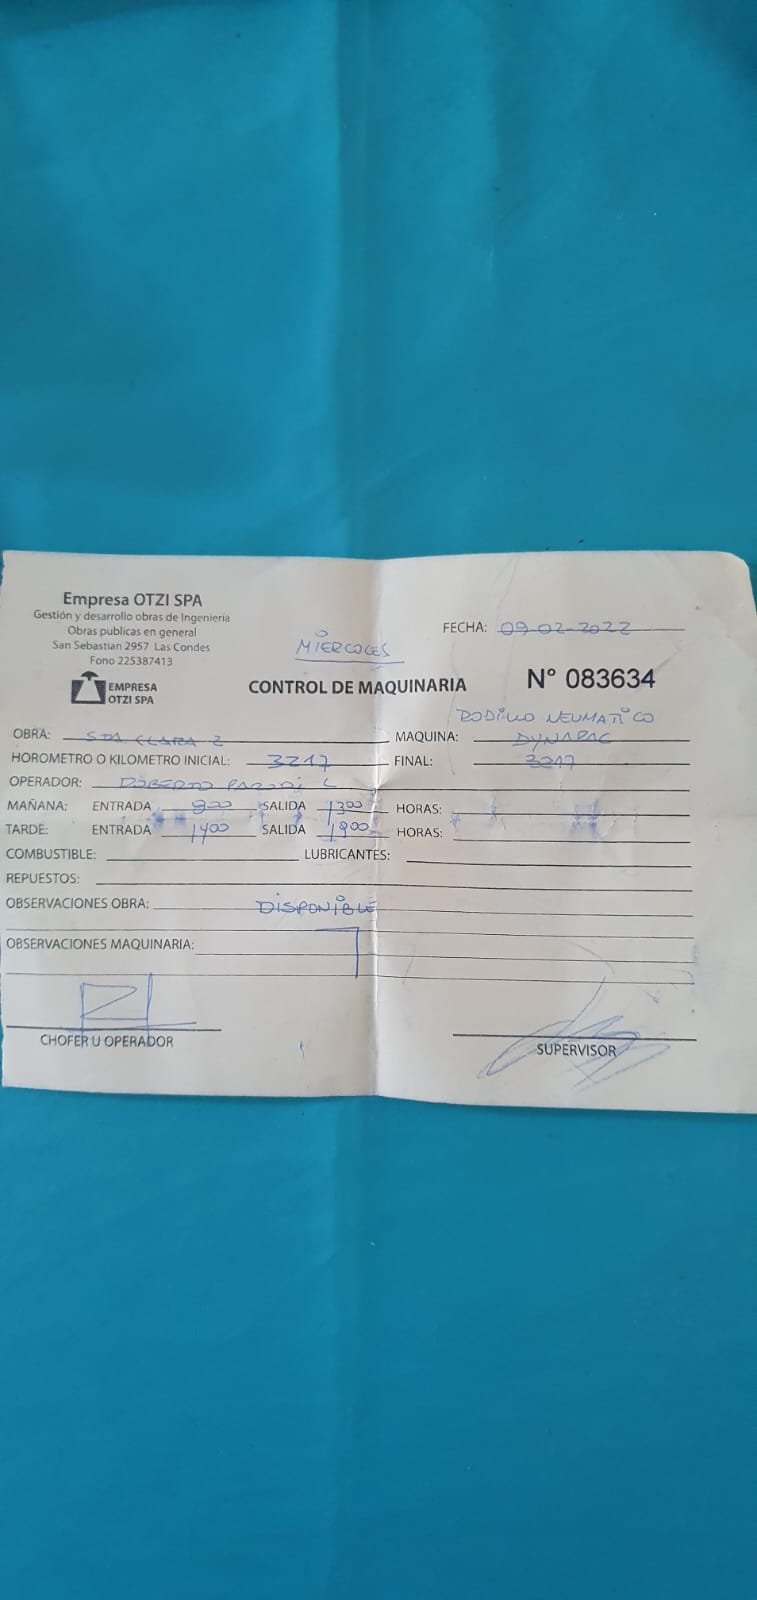 Empresa OTZI SPA
Gestión y desarrollo obras de Ingenieria
Obras publicas en general
San Sebastian 2957 Las Condes
Fono 225387413
EMPRESA
OTZI SPA
MIERCOLES
FECHA: 09-02-2022
CONTROL DE MAQUINARIA
N° 083634
RODILLO NEUMATICO
OBRA: STA CLARA 2 MAQUINA: DYNAPAC
HOROMETRO O KILOMETRO INICIAL: 3217 FINAL: 3217
OPERADOR: ROBERTO L
MAÑANA: ENTRADA 800 SALIDA 1300 HORAS:
TARDE: ENTRADA 1400 SALIDA 1900 HORAS:
COMBUSTIBLE: LUBRICANTES:
REPUESTOS:
OBSERVACIONES OBRA: DISPONIBLE
OBSERVACIONES MAQUINARIA:
CHOFER U OPERADOR
SUPERVISOR